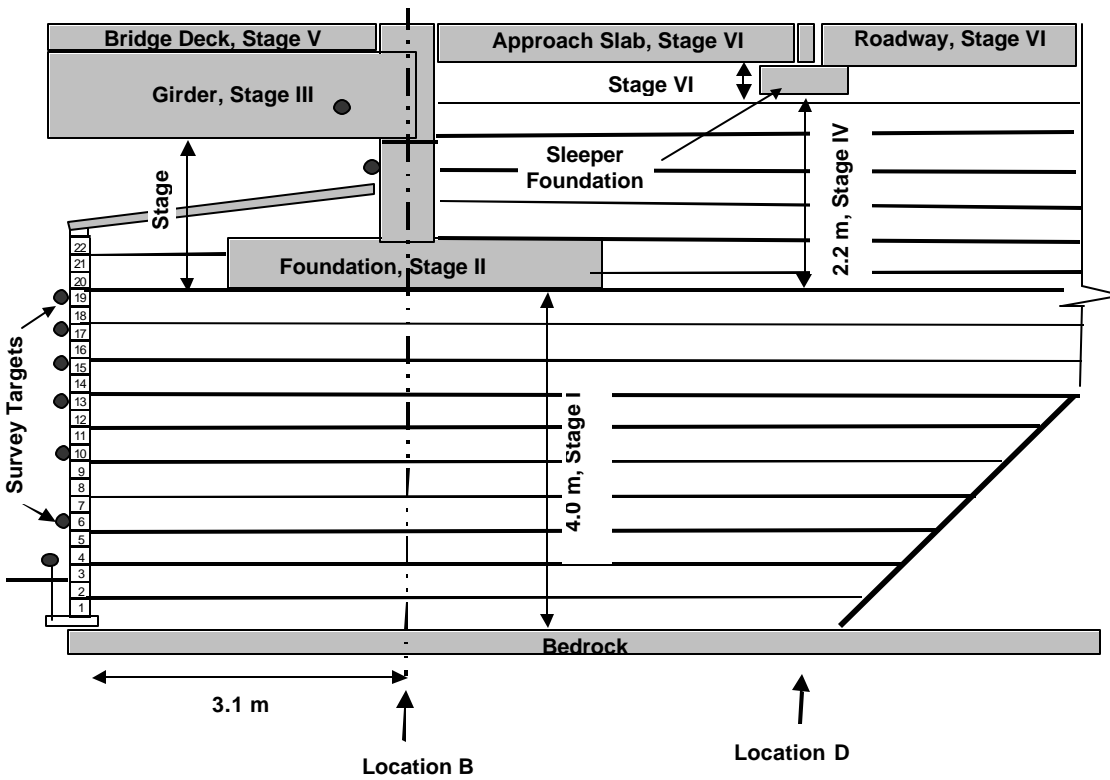 Bridge Deck, Stage V
Approach Slab, Stage VI
Roadway, Stage VI
Girder, Stage III
Stage VI
Sleeper
Foundation
Stage
2.2 m, Stage IV
Foundation, Stage II
22
21
20
19
18
17
16
15
14
13
12
11
10
9
8
7
6
5
4
3
2
1
Survey Targets
4.0 m, Stage I
Bedrock
3.1 m
Location B
Location D